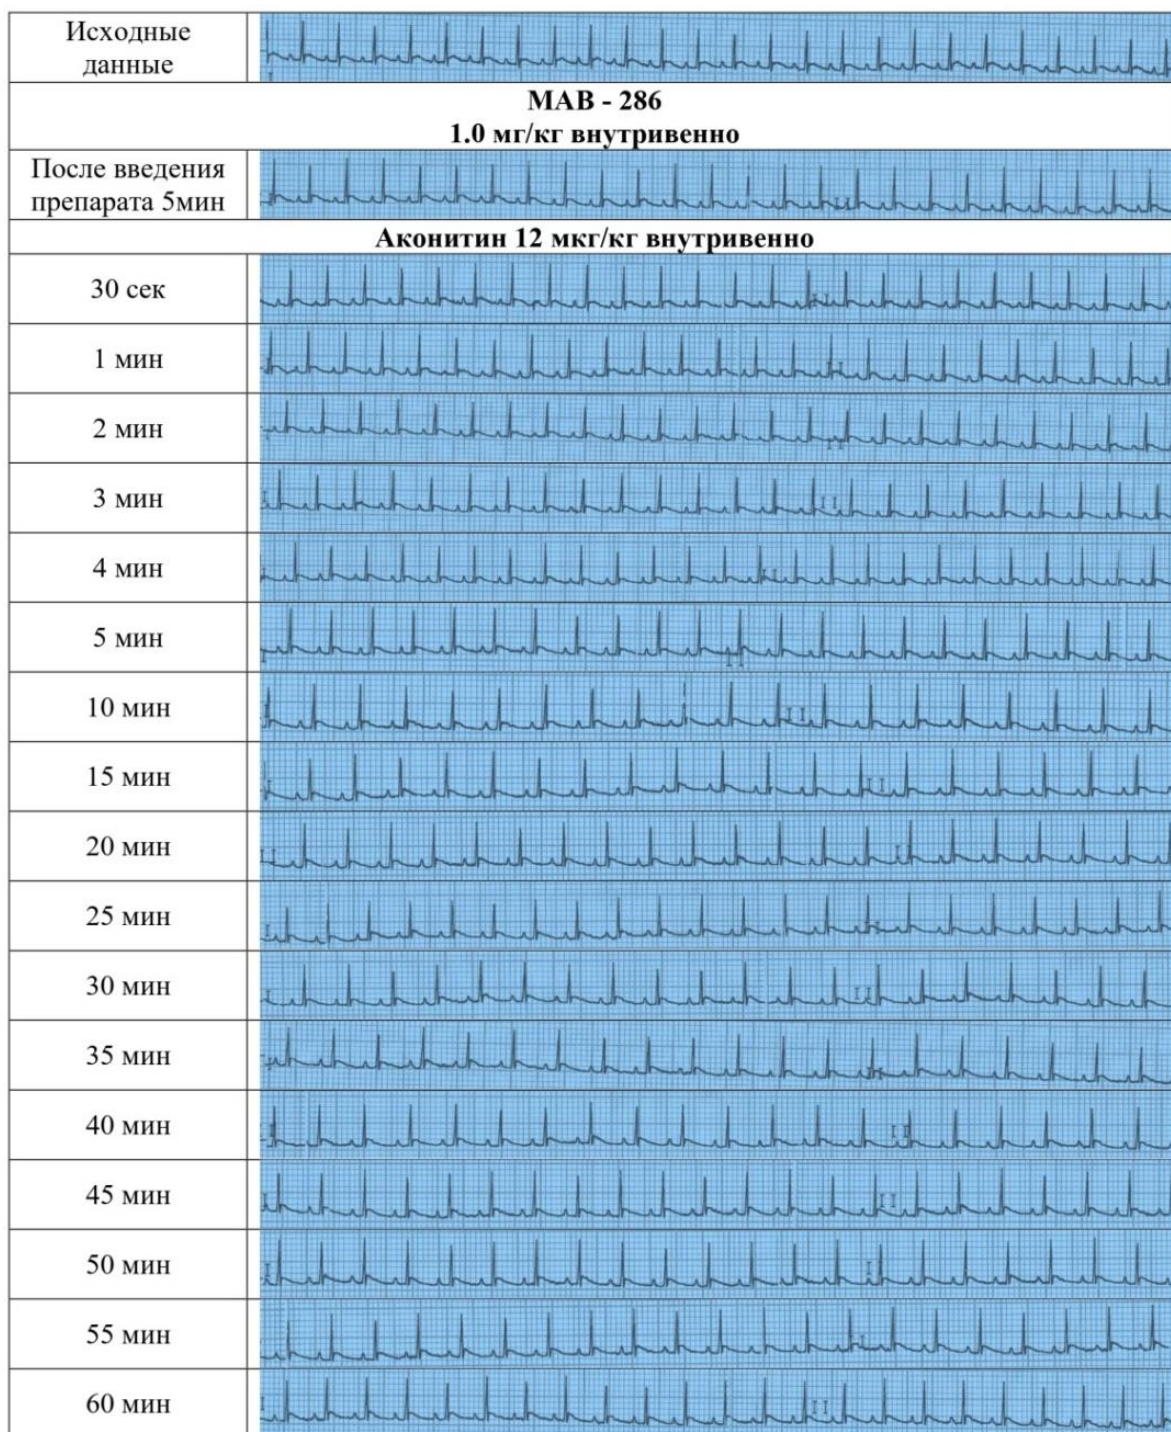 Исходные
данные
МАВ - 286
1.0 мг/кг внутривенно
После введения
препарата 5мин
Аконитин 12 мкг/кг внутривенно
30 сек
1 мин
2 мин
3 мин
4 мин
5 мин
10 мин
15 мин
20 мин
25 мин
30 мин
35 мин
40 мин
45 мин
50 мин
55 мин
60 мин